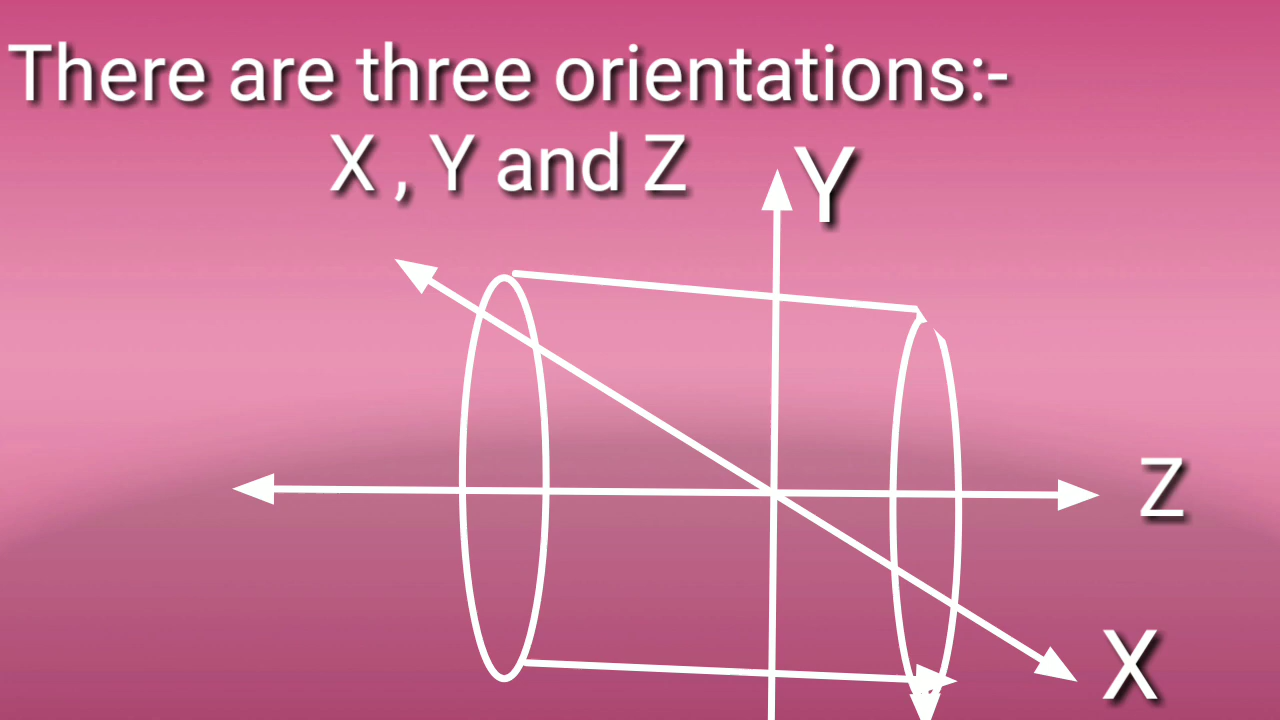 There are three orientations:-
X , Y and Z
Y
Z
X